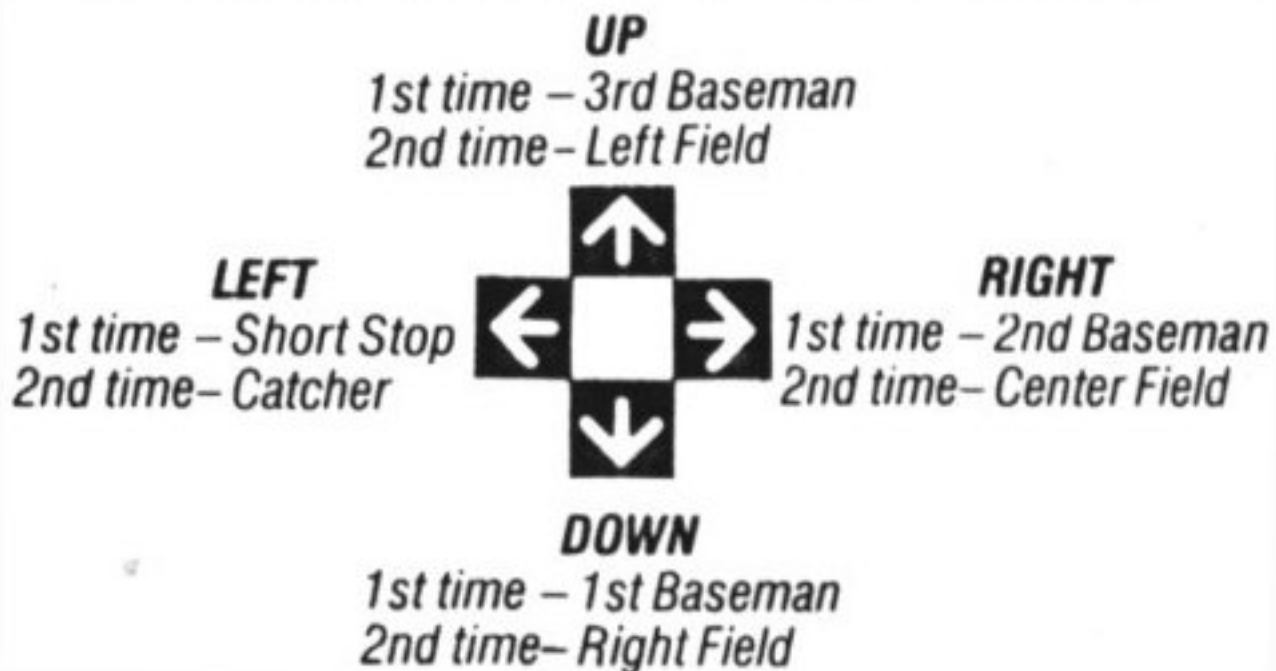 UP
1st time – 3rd Baseman
2nd time – Left Field
LEFT
1st time – Short Stop
2nd time – Catcher
RIGHT
1st time – 2nd Baseman
2nd time – Center Field
DOWN
1st time – 1st Baseman
2nd time – Right Field